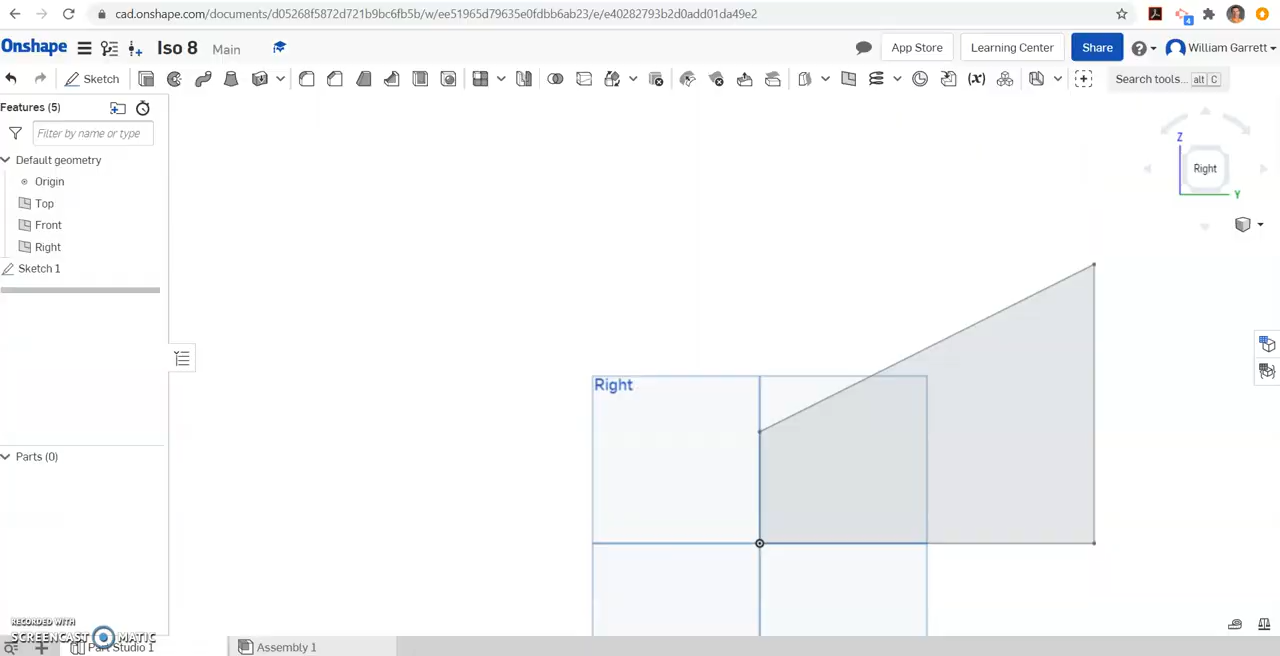 cad.onshape.com/documents/d05268f5872d721b9bc6fb5b/w/ee51965d79635e0fdbb6ab23/e/e40282793b2d0add01da49e2
4
Onshape Iso 8 Main App Store Learning Center Share William Garrett
Sketch (x) Search tools... alt C
Features (5)
Filter by name or type
Default geometry
Origin
Top
Front
Right
Sketch 1
Parts (0)
Z
Right
Y
Right
RECORDED WITH
SCREENCAST MATIC
Part Studio 1 Assembly 1